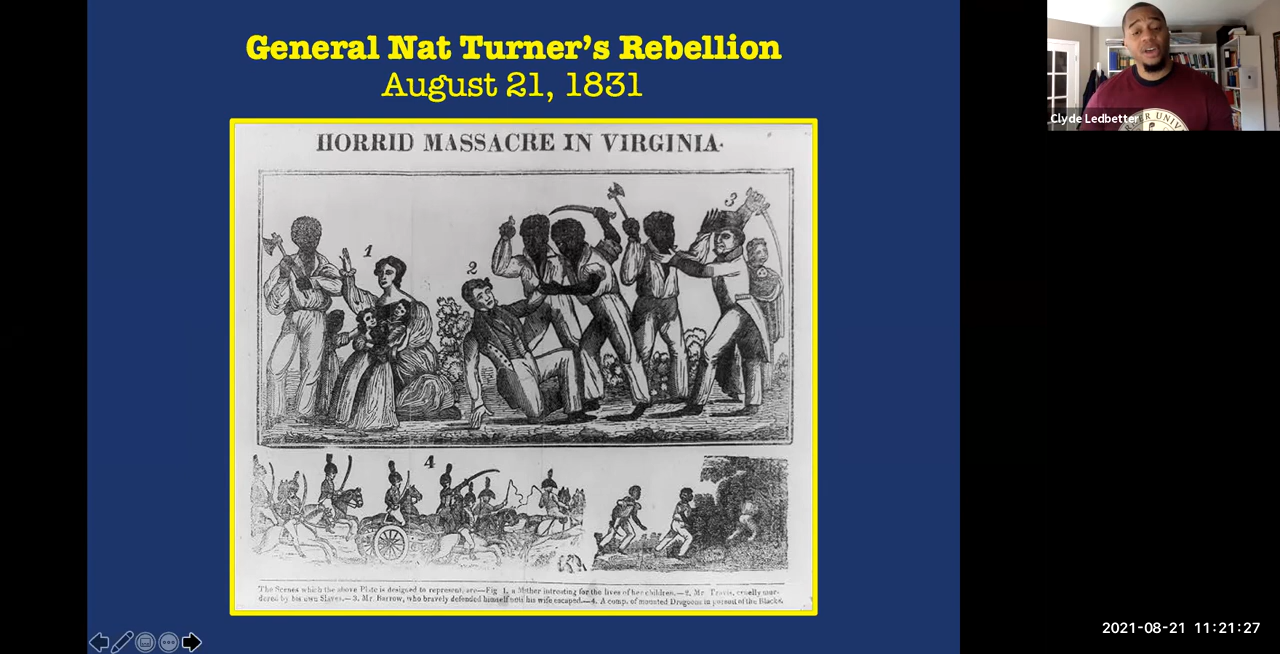 General Nat Turner's Rebellion
August 21, 1831
HORRID MASSACRE IN VIRGINIA.
1
2
3
4
The Scenes which the above Plate is designed to represent, are—Fig 1, a Mother intreating for the lives of her children.—2. Mr. Travis, cruelly mur-
dered by his own Slaves.—3. Mr. Barrow, who bravely defended himself until his wife escaped.—4. A comp. of mounted Dragoons in pursuit of the Blacks.
Clyde Ledbetter
UNIV
2021-08-21 11:21:27